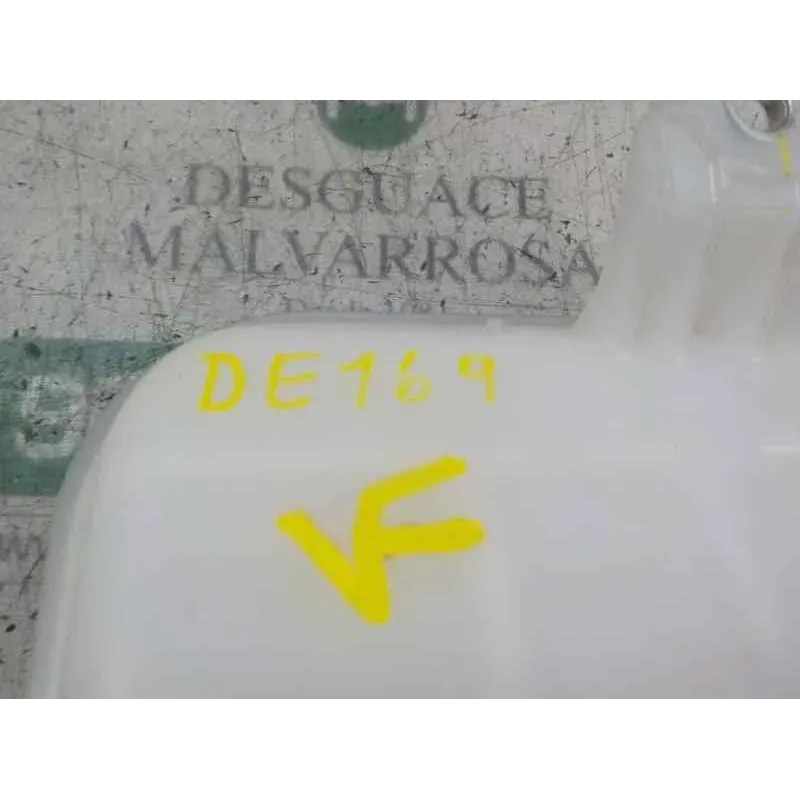 DESGUACE
MALVARROSA
DE169
VF